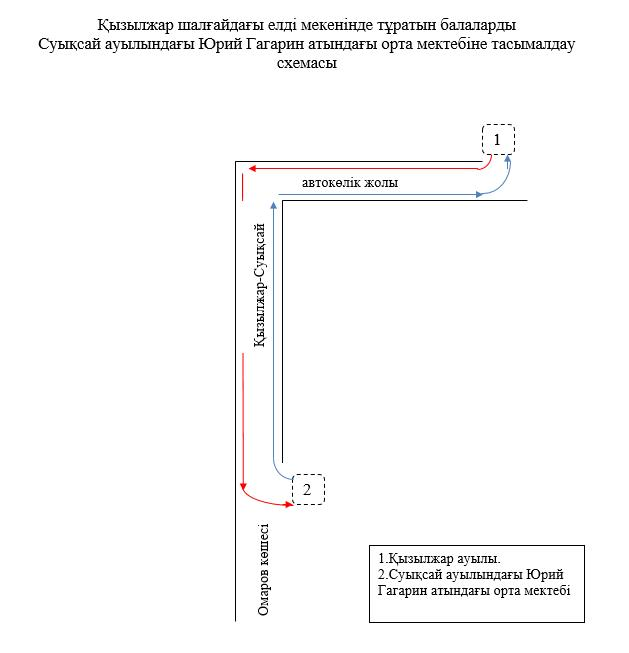 Қызылжар шалғайдағы елді мекенінде тұратын балаларды
Суықсай ауылындағы Юрий Гагарин атындағы орта мектебіне тасымалдау
схемасы
1
автокөлік жолы
Қызылжар-Суықсай
2
Омаров көшесі
1.Қызылжар ауылы.
2.Суықсай ауылындағы Юрий
Гагарин атындағы орта мектебі